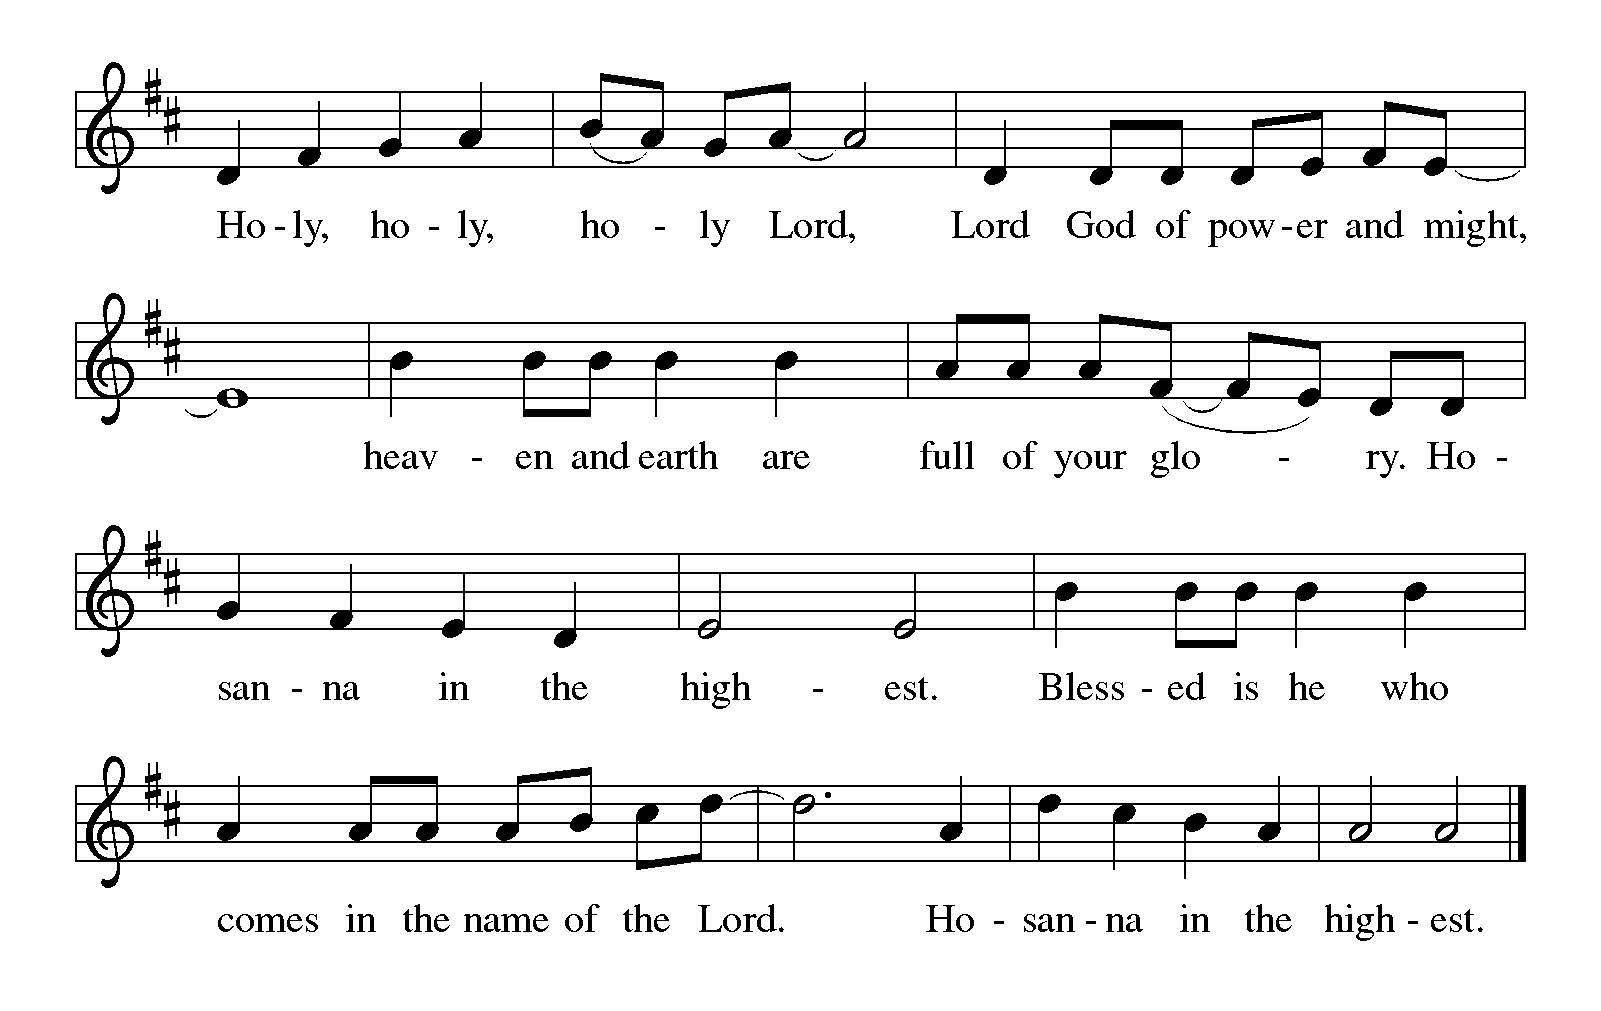 Ho - ly, ho - ly, ho - ly Lord, Lord God of pow - er and might,
heav - en and earth are full of your glo - ry. Ho -
san - na in the high - est. Bless - ed is he who
comes in the name of the Lord. Ho - san - na in the high - est.